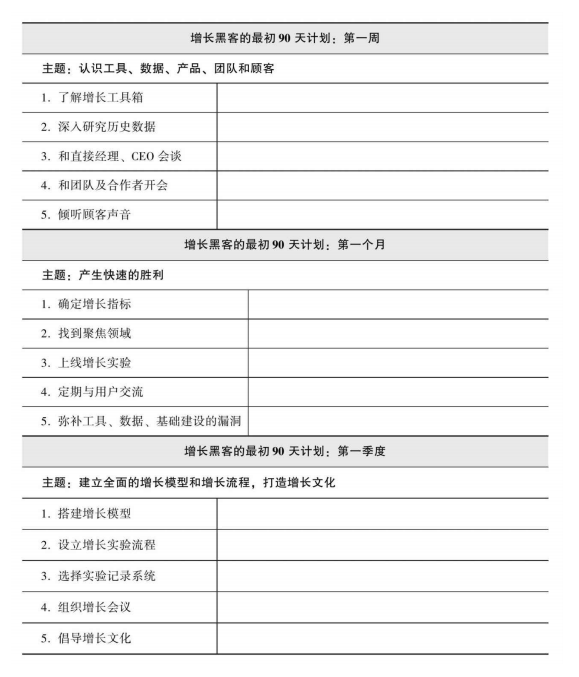 增长黑客的最初 90 天计划：第一周
主题：认识工具、数据、产品、团队和顾客
1. 了解增长工具箱
2. 深入研究历史数据
3. 和直接经理、CEO 会谈
4. 和团队及合作者开会
5. 倾听顾客声音
增长黑客的最初 90 天计划：第一个月
主题：产生快速的胜利
1. 确定增长指标
2. 找到聚焦领域
3. 上线增长实验
4. 定期与用户交流
5. 弥补工具、数据、基础建设的漏洞
增长黑客的最初 90 天计划：第一季度
主题：建立全面的增长模型和增长流程，打造增长文化
1. 搭建增长模型
2. 设立增长实验流程
3. 选择实验记录系统
4. 组织增长会议
5. 倡导增长文化